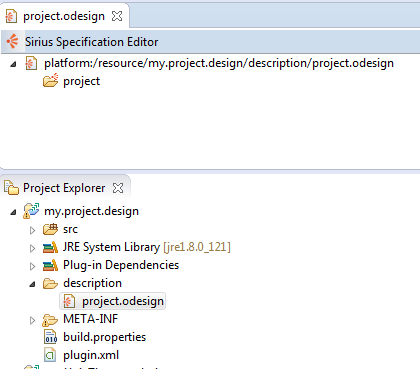 project.odesign
Sirius Specification Editor
platform:/resource/my.project.design/description/project.odesign
project
Project Explorer
my.project.design
src
JRE System Library [jre1.8.0_121]
Plug-in Dependencies
description
project.odesign
META-INF
build.properties
plugin.xml